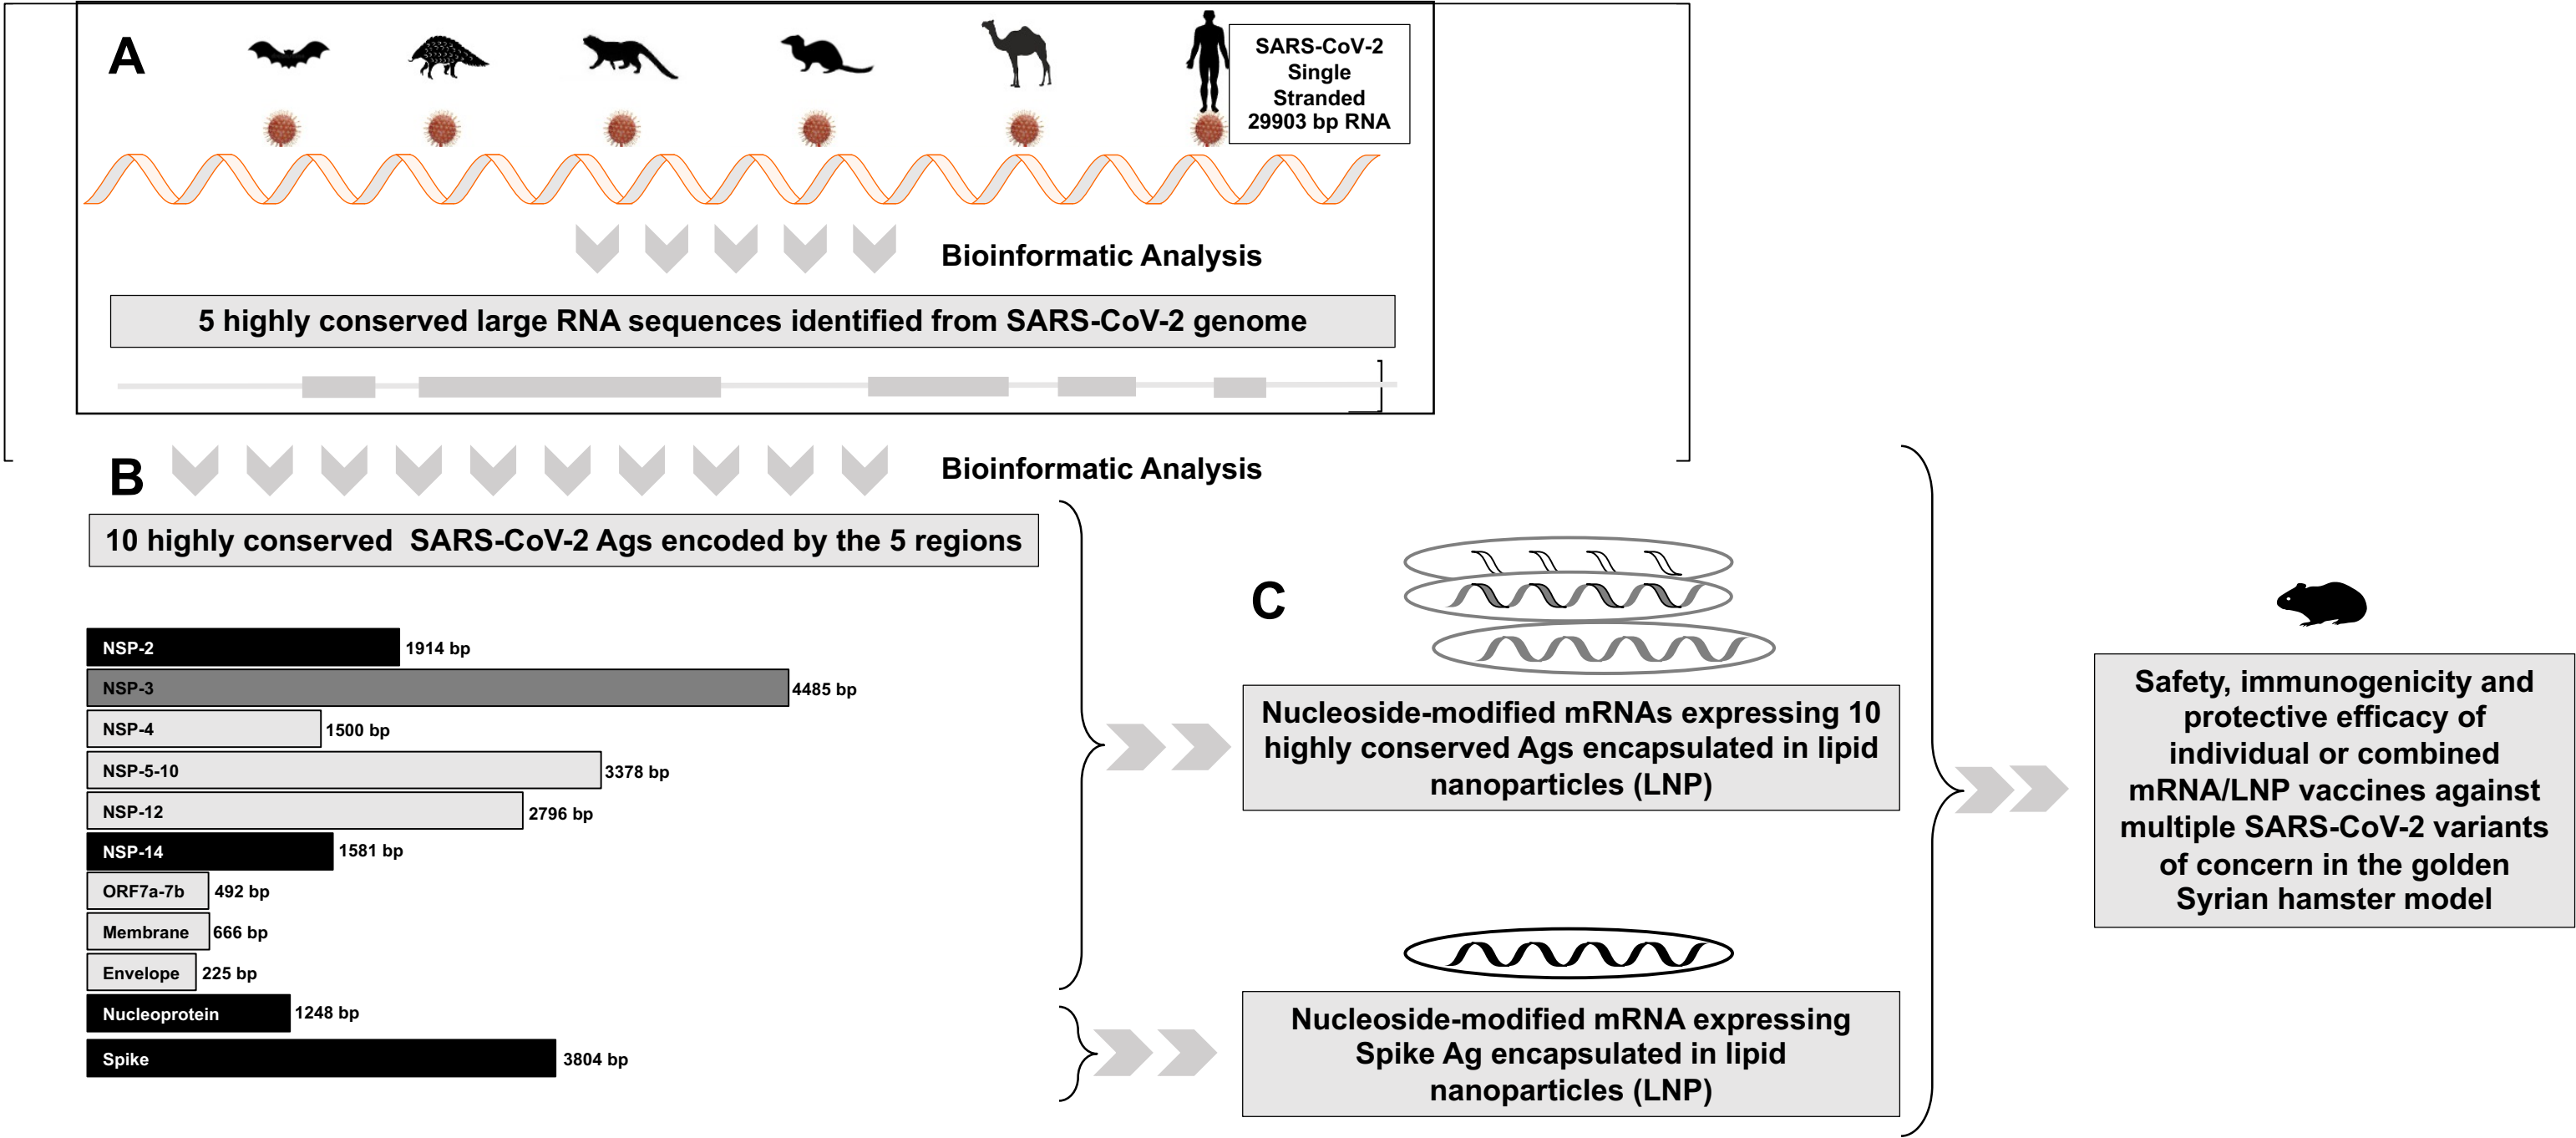 A
SARS-CoV-2
Single
Stranded
29903 bp RNA
Bioinformatic Analysis
5 highly conserved large RNA sequences identified from SARS-CoV-2 genome
B
Bioinformatic Analysis
10 highly conserved SARS-CoV-2 Ags encoded by the 5 regions
NSP-2 1914 bp
NSP-3 4485 bp
NSP-4 1500 bp
NSP-5-10 3378 bp
NSP-12 2796 bp
NSP-14 1581 bp
ORF7a-7b 492 bp
Membrane 666 bp
Envelope 225 bp
Nucleoprotein 1248 bp
Spike 3804 bp
C
Nucleoside-modified mRNAs expressing 10
highly conserved Ags encapsulated in lipid
nanoparticles (LNP)
Nucleoside-modified mRNA expressing
Spike Ag encapsulated in lipid
nanoparticles (LNP)
Safety, immunogenicity and
protective efficacy of
individual or combined
mRNA/LNP vaccines against
multiple SARS-CoV-2 variants
of concern in the golden
Syrian hamster model